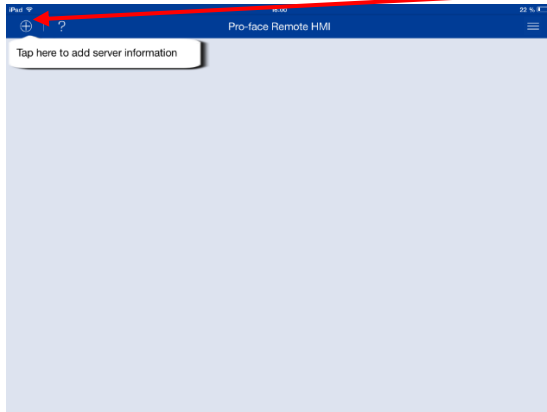 iPad
22 %
? Pro-face Remote HMI
Tap here to add server information